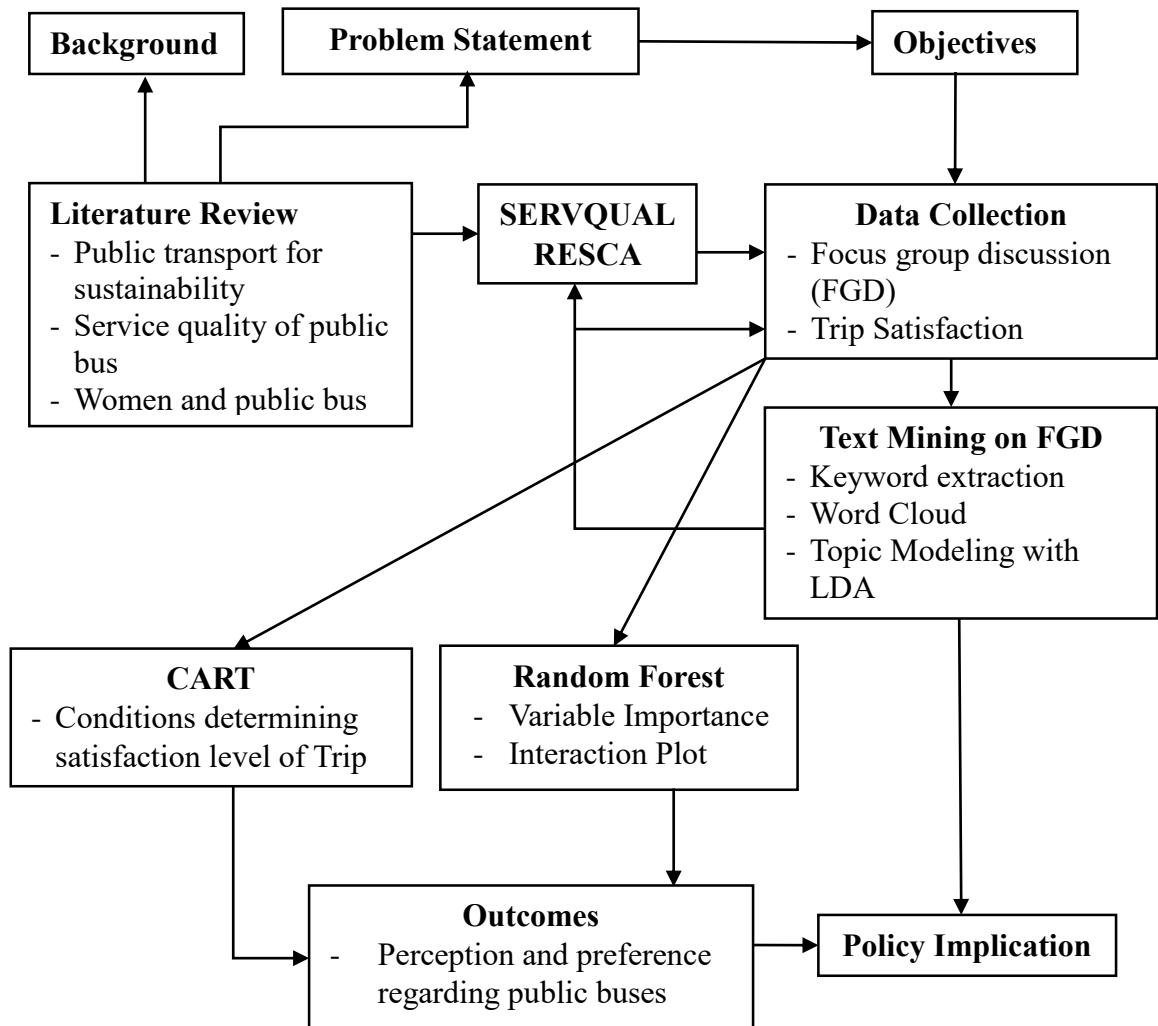 Background
Problem Statement
Objectives
Literature Review
- Public transport for
sustainability
- Service quality of public
bus
- Women and public bus
SERVQUAL
RESCA
Data Collection
- Focus group discussion
(FGD)
- Trip Satisfaction
Text Mining on FGD
- Keyword extraction
- Word Cloud
- Topic Modeling with
LDA
CART
- Conditions determining
satisfaction level of Trip
Random Forest
- Variable Importance
- Interaction Plot
Outcomes
- Perception and preference
regarding public buses
Policy Implication